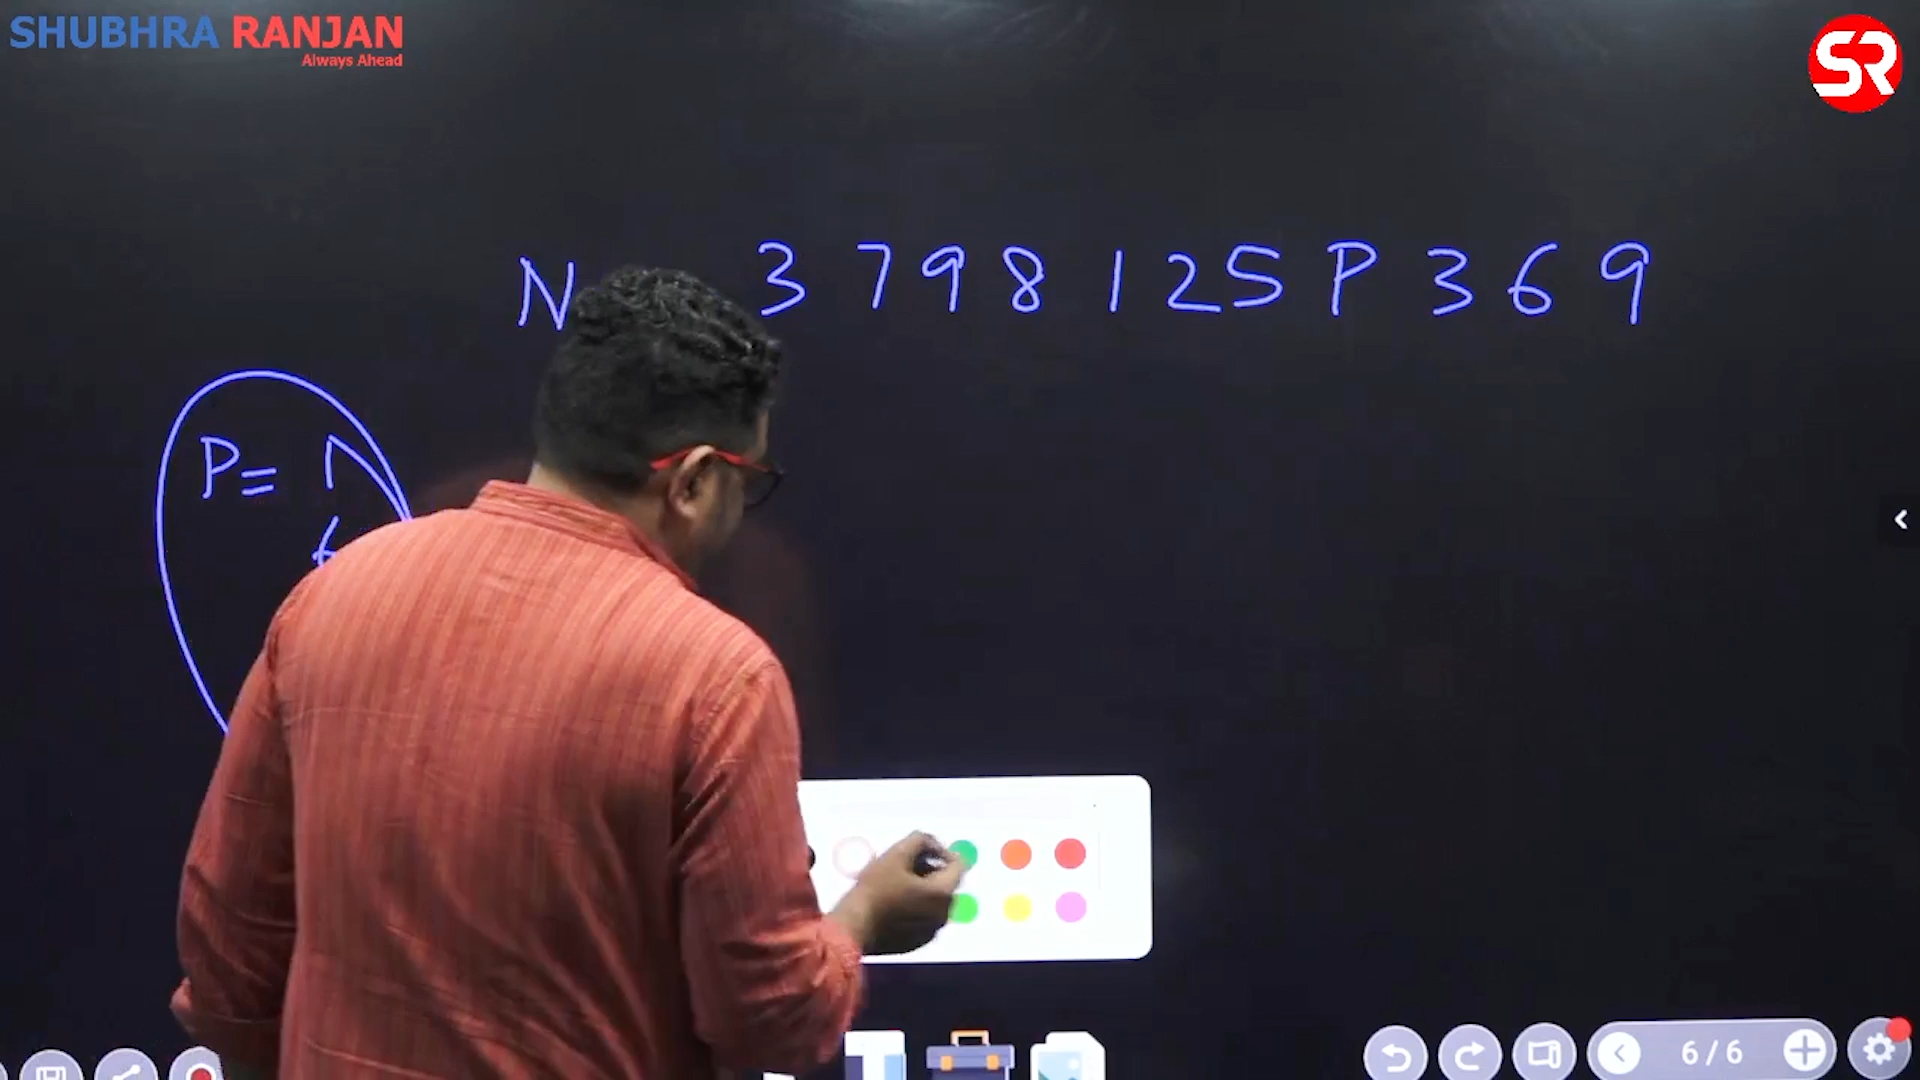 SHUBHRA RANJAN
Always Ahead
SR
N 3 7 9 8 1 2 5 P 3 6 9
P =
6 / 6